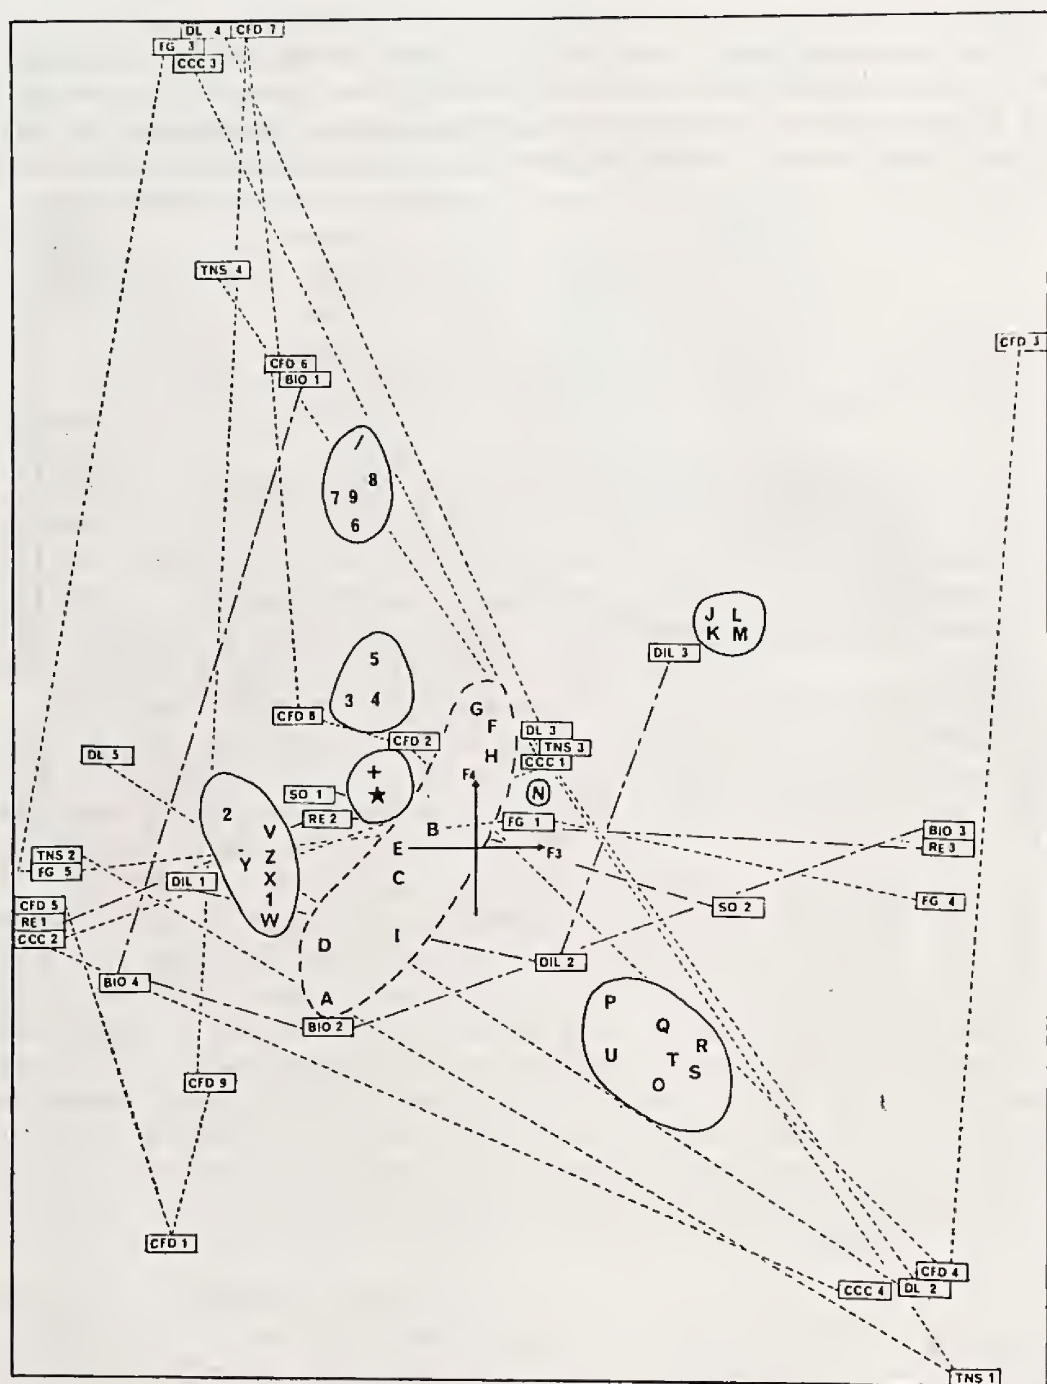 DL 4 CFD 7
FG 3
CCC 3
TNS 4
CFD 3
CFD 6
BIO 1
/
8
7 9
6
J L
K M
DIL 3
5
3 4
G
CFD 8
F
DL 3
CFD 2
TNS 3
DL 5
H
CCC 1
+
F4
SO 1
★
N
2
RE 2
FG 1
V
B
BIO 3
TNS 2
Z
E
F3
RE 3
FG 5
Y
DIL 1
X
C
CFD 5
1
FG 4
RE 1
W
SO 2
CCC 2
D
I
DIL 2
BIO 4
A
P
BIO 2
Q
R
U
T
S
CFD 9
O
CFD 1
CFD 4
CCC 4
DL 2
TNS 1